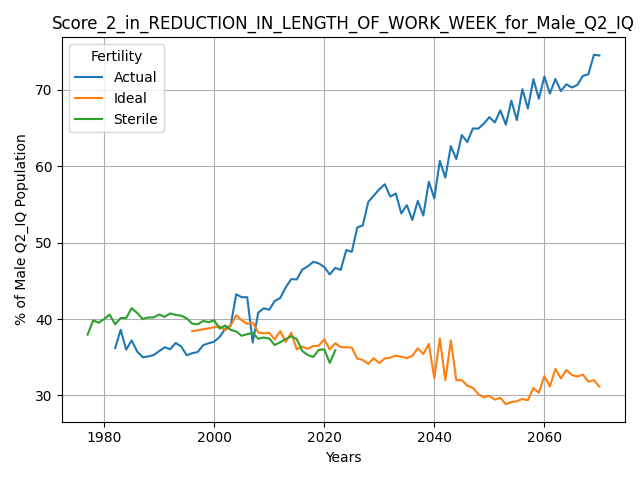 Score_2_in_REDUCTION_IN_LENGTH_OF_WORK_WEEK_for_Male_Q2_IQ
Fertility
Actual
Ideal
Sterile
% of Male Q2_IQ Population
70
60
50
40
30
1980
2000
2020
2040
2060
Years